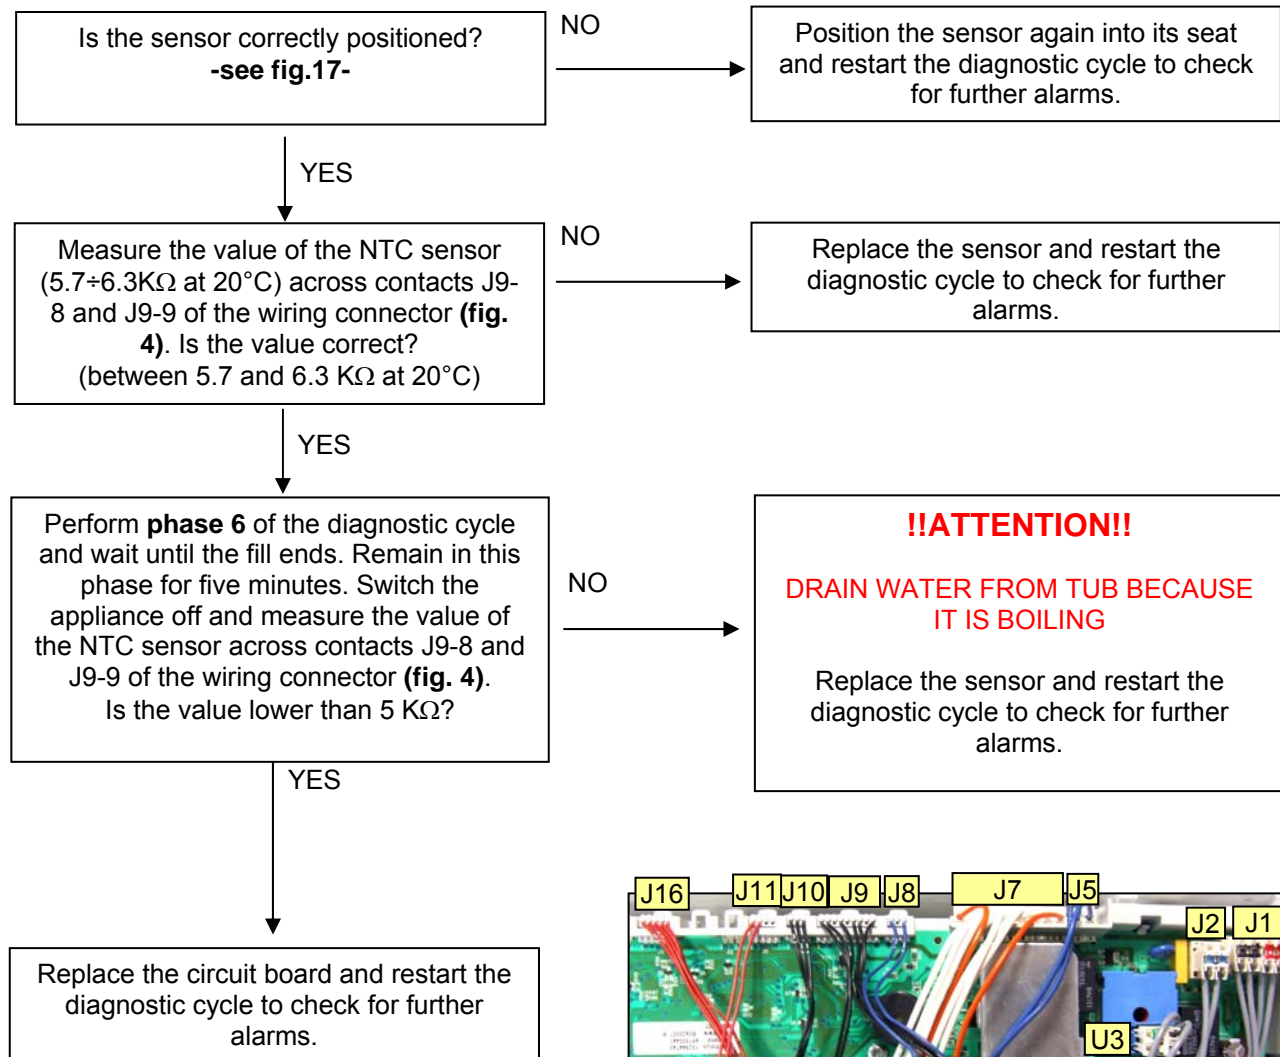 Is the sensor correctly positioned?
-see fig.17-
NO
Position the sensor again into its seat
and restart the diagnostic cycle to check
for further alarms.
YES
Measure the value of the NTC sensor
(5.7÷6.3KΩ at 20°C) across contacts J9-
8 and J9-9 of the wiring connector (fig.
4). Is the value correct?
(between 5.7 and 6.3 KΩ at 20°C)
NO
Replace the sensor and restart the
diagnostic cycle to check for further
alarms.
YES
Perform phase 6 of the diagnostic cycle
and wait until the fill ends. Remain in this
phase for five minutes. Switch the
appliance off and measure the value of
the NTC sensor across contacts J9-8 and
J9-9 of the wiring connector (fig. 4).
Is the value lower than 5 KΩ?
NO
!!ATTENTION!!
DRAIN WATER FROM TUB BECAUSE
IT IS BOILING
Replace the sensor and restart the
diagnostic cycle to check for further
alarms.
YES
Replace the circuit board and restart the
diagnostic cycle to check for further
alarms.
J16 J11 J10 J9 J8 J7 J5
J2 J1
U3